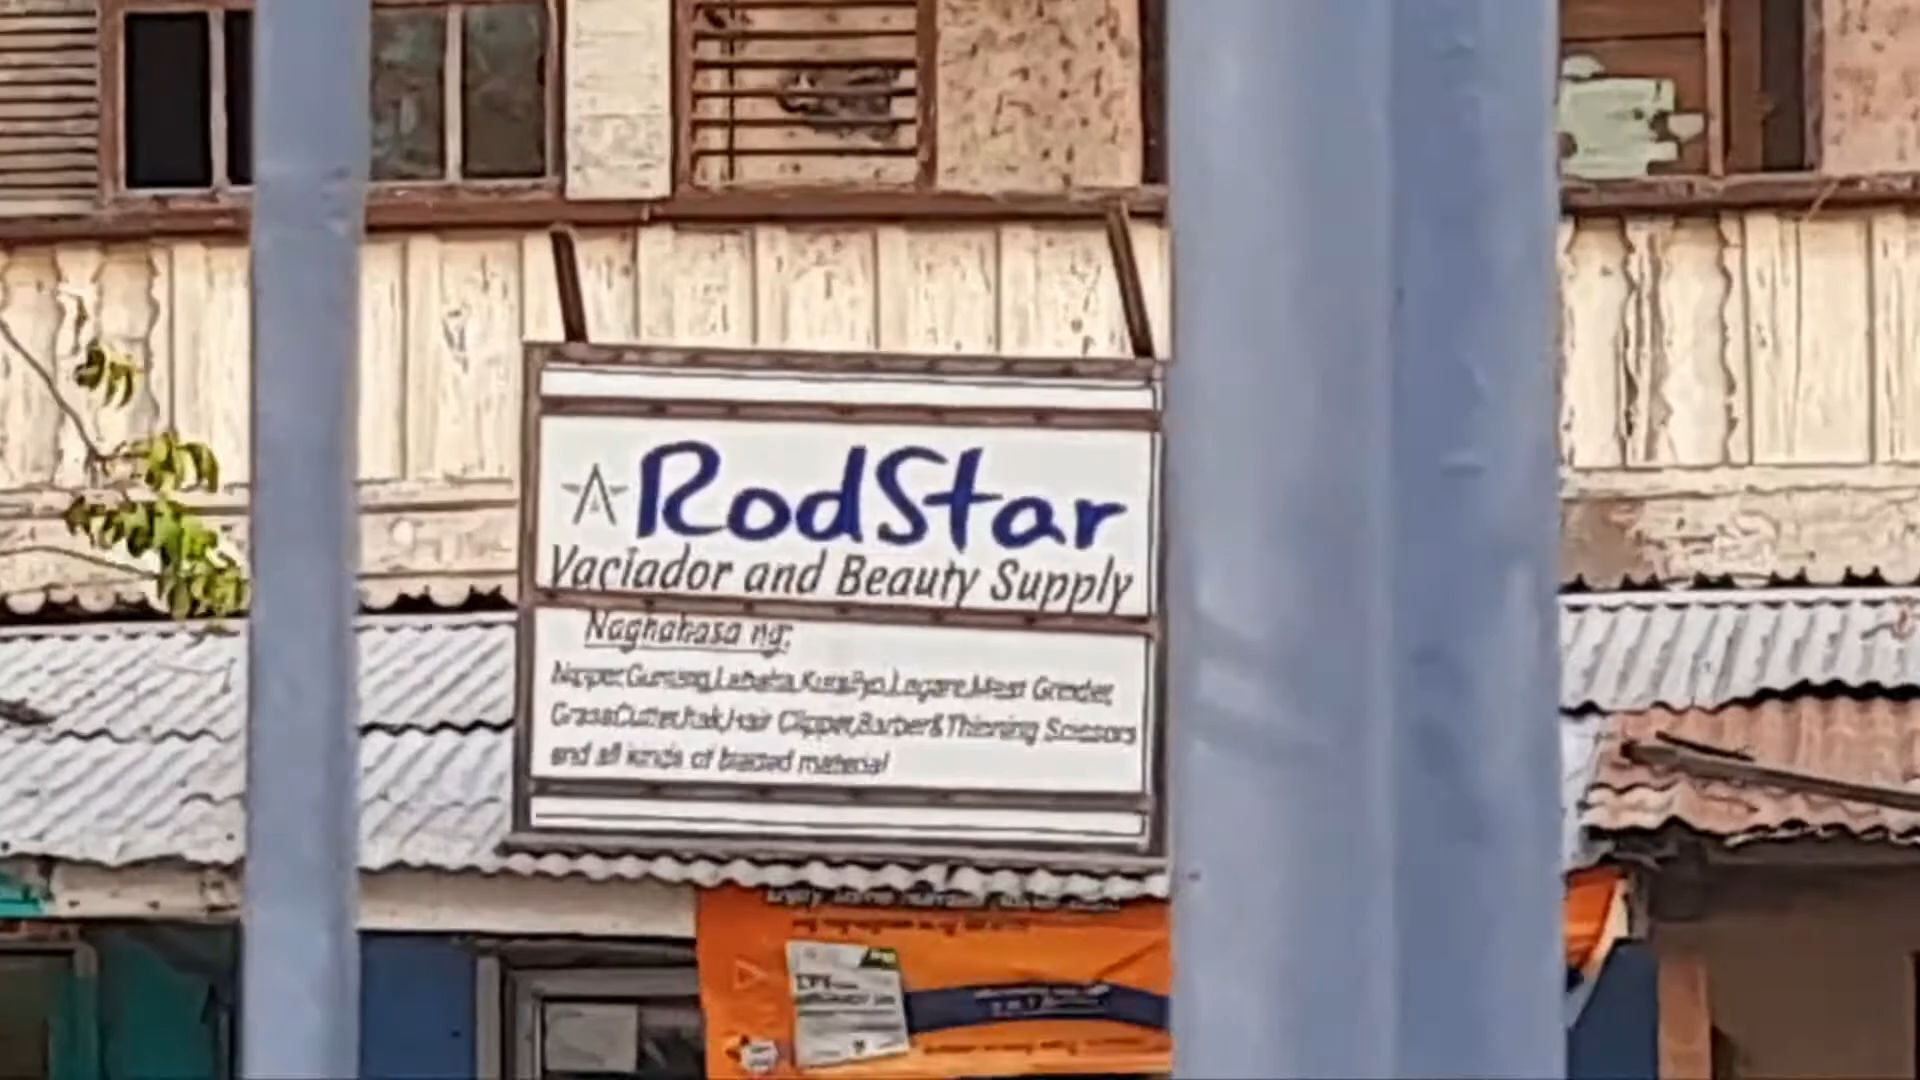 RodStar
Vaciador and Beauty Supply
Naghahasa ng:
Nipper, Gunting, Labaha, Kutsilyo, Lagare, Meat Grinder,
Grass Cutter, Itak, Hair Clipper, Barber & Thinning Scissors
and all kinds of bladed material